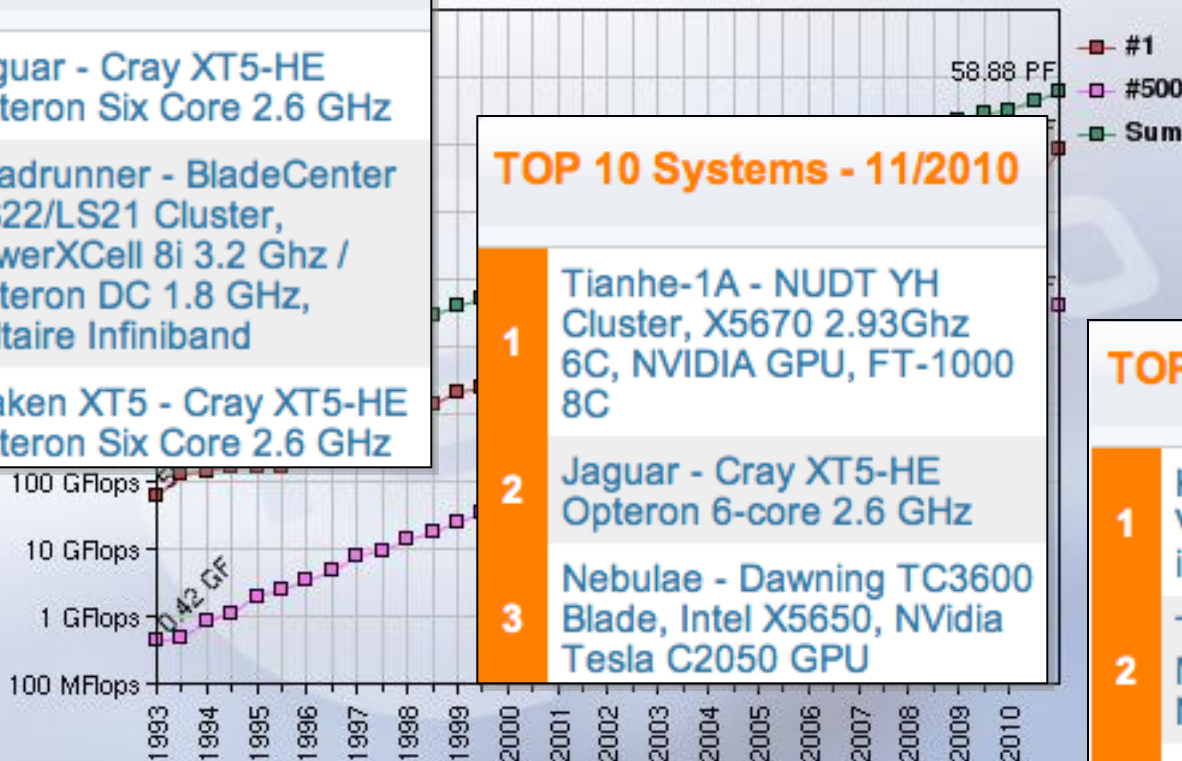 guar - Cray XT5-HE
teron Six Core 2.6 GHz
adrunner - BladeCenter
22/LS21 Cluster,
werXCell 8i 3.2 Ghz /
teron DC 1.8 GHz,
ltaire Infiniband
aken XT5 - Cray XT5-HE
teron Six Core 2.6 GHz
58.88 PF
#1
#500
Sum
TOP 10 Systems - 11/2010
1
Tianhe-1A - NUDT YH
Cluster, X5670 2.93Ghz
6C, NVIDIA GPU, FT-1000
8C
2
Jaguar - Cray XT5-HE
Opteron 6-core 2.6 GHz
3
Nebulae - Dawning TC3600
Blade, Intel X5650, NVidia
Tesla C2050 GPU
TOP
1
2
100 GFlops
10 GFlops
1 GFlops
100 MFlops
0.42 GF
1993
1994
1995
1996
1997
1998
1999
2000
2001
2002
2003
2004
2005
2006
2007
2008
2009
2010